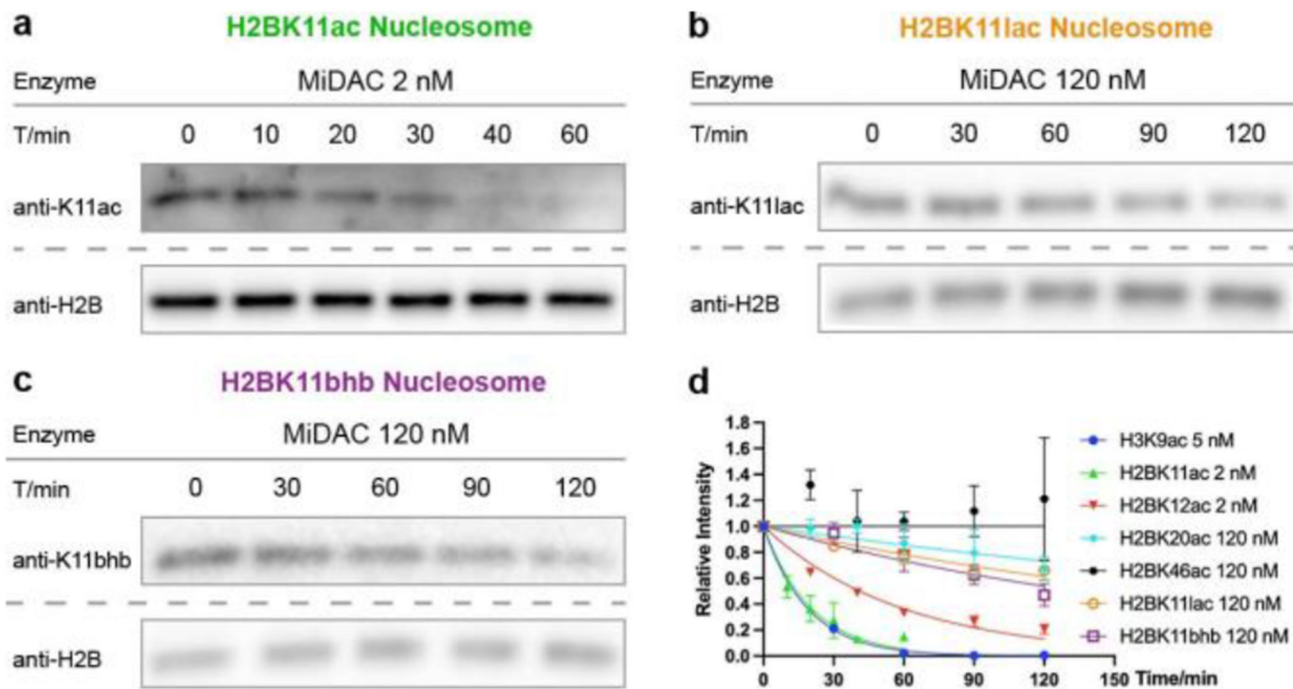 a H2BK11ac Nucleosome
Enzyme MiDAC 2 nM
T/min 0 10 20 30 40 60
anti-K11ac
anti-H2B
b H2BK11lac Nucleosome
Enzyme MiDAC 120 nM
T/min 0 30 60 90 120
anti-K11lac
anti-H2B
c H2BK11bhb Nucleosome
Enzyme MiDAC 120 nM
T/min 0 30 60 90 120
anti-K11bhb
anti-H2B
d
Relative Intensity
1.8
1.6
1.4
1.2
1.0
0.8
0.6
0.4
0.2
0.0
0 30 60 90 120 150 Time/min
H3K9ac 5 nM
H2BK11ac 2 nM
H2BK12ac 2 nM
H2BK20ac 120 nM
H2BK46ac 120 nM
H2BK11lac 120 nM
H2BK11bhb 120 nM